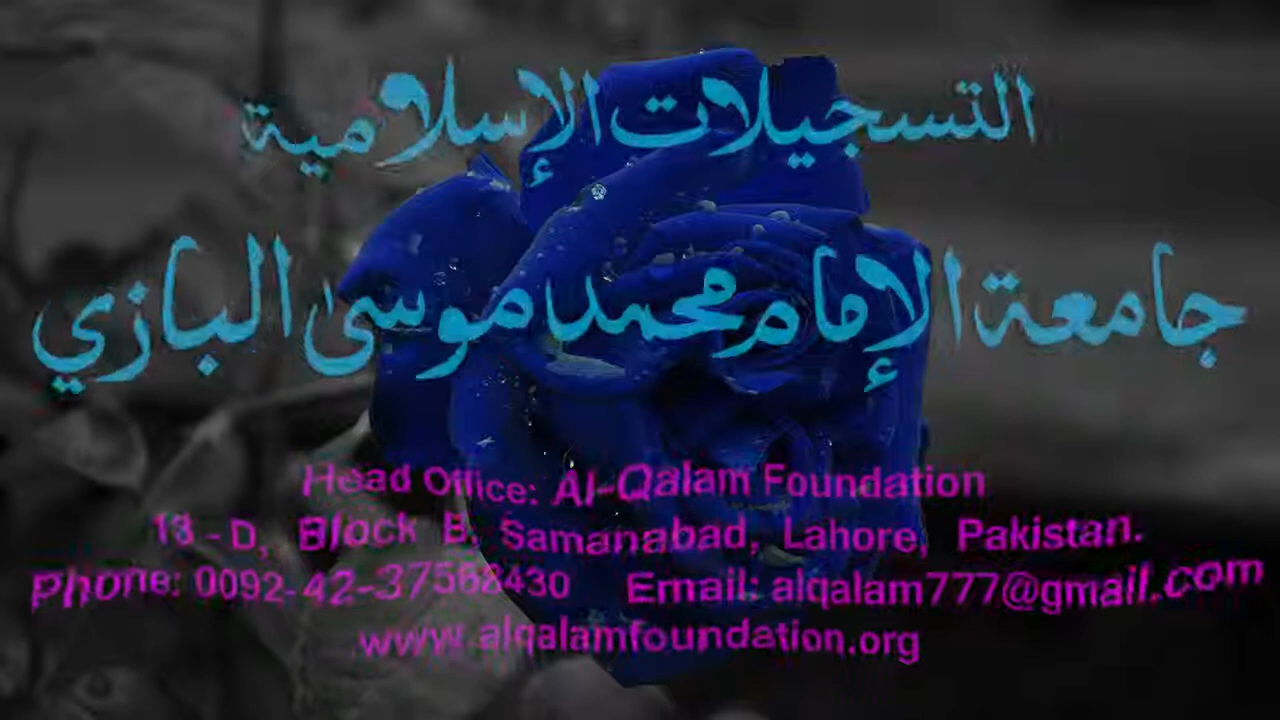 التسجيلات الإسلامية
جامعة الإمام محمد موسى البازي
Head Office: Al-Qalam Foundation
13 - D, Block B, Samanabad, Lahore, Pakistan.
Phone: 0092-42-37568430 Email: alqalam777@gmail.com
www.alqalamfoundation.org